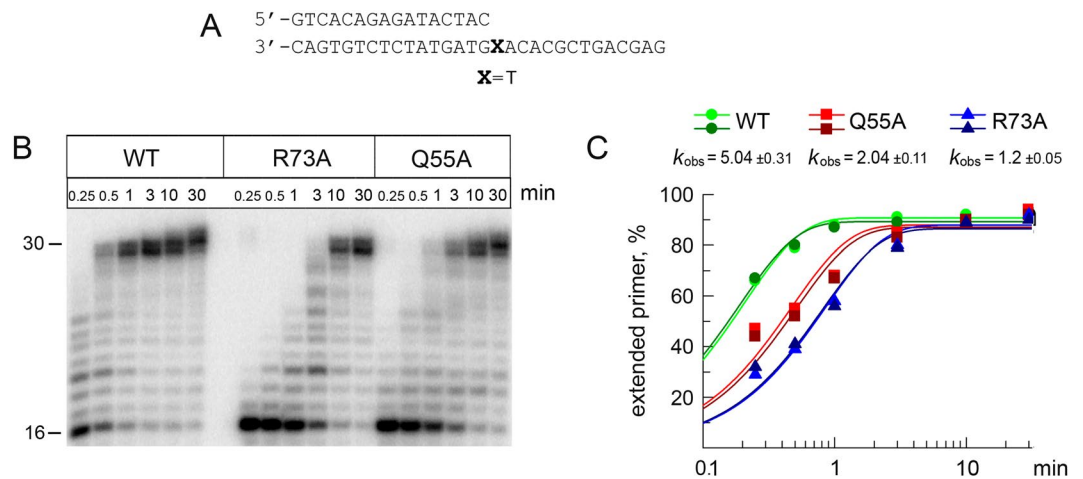 A
5’-GTCACAGAGATACTAC
3’-CAGTGTCTCTATGATGXACACGCTGACGAG
X=T
B
WT R73A Q55A
0.25 0.5 1 3 10 30 0.25 0.5 1 3 10 30 0.25 0.5 1 3 10 30 min
30
16
C
WT Q55A R73A
kobs = 5.04 ±0.31 kobs = 2.04 ±0.11 kobs = 1.2 ±0.05
extended primer, %
100
80
60
40
20
0.1 1 10 min